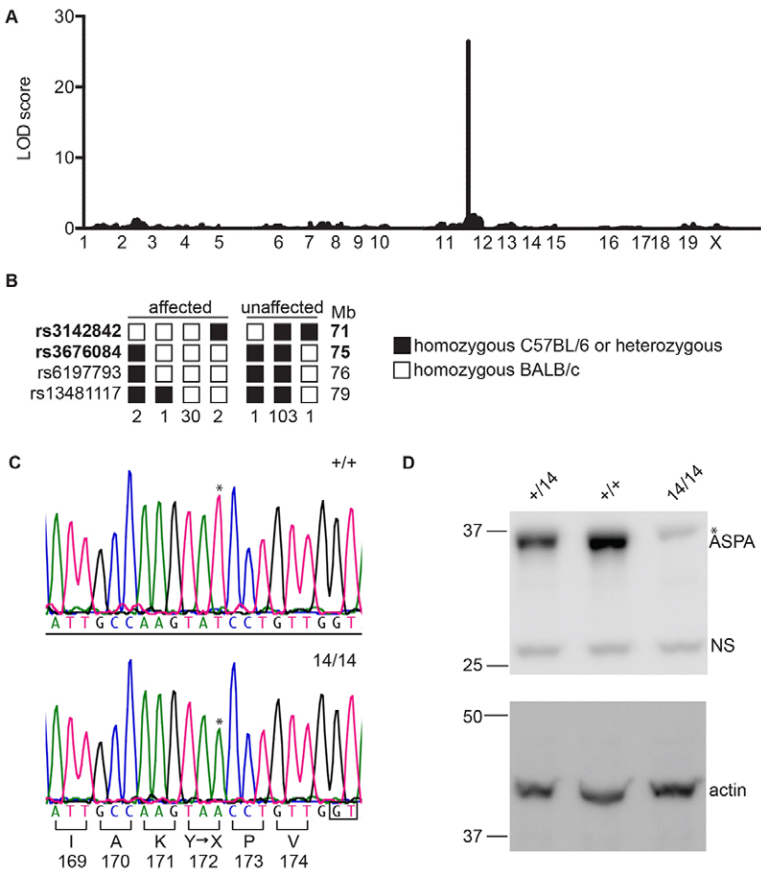 A
30
20
10
0
LOD score
1 2 3 4 5 6 7 8 9 10 11 12 13 14 15 16 17 18 19 X
B
affected unaffected Mb
rs3142842 71
rs3676084 75
rs6197793 76
rs13481117 79
2 1 30 2 1 103 1
homozygous C57BL/6 or heterozygous
homozygous BALB/c
C
+/+
*
A T T G C C A A G T A T C C T G T T G G T
14/14
*
A T T G C C A A G T A A C C T G T T G G T
I A K Y→X P V
169 170 171 172 173 174
D
+/14 +/+ 14/14
37
*
ASPA
NS
25
50
actin
37